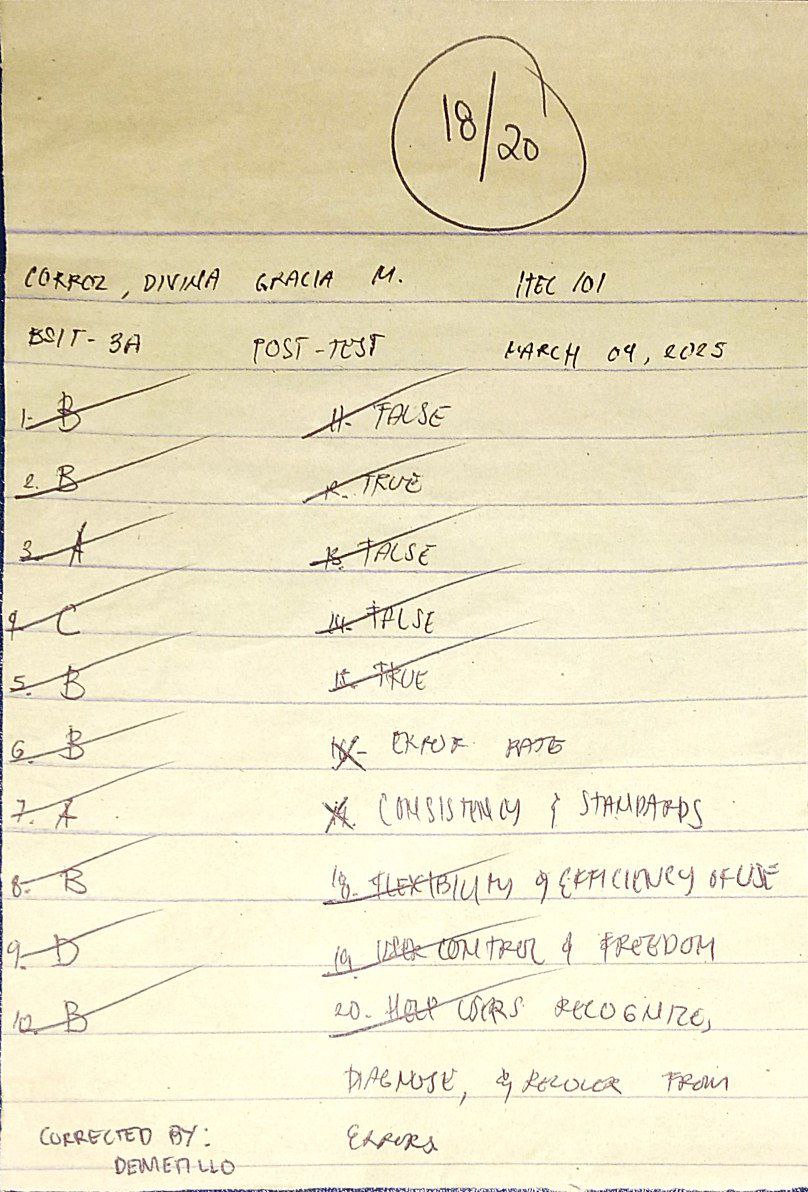 18/20
CORROZ, DIVINA GRACIA M. ITEC 101
BSIT-3A POST-TEST MARCH 04, 2025
1. B 11. FALSE
2. B 12. TRUE
3. A 13. FALSE
4. C 14. FALSE
5. B 15. TRUE
6. B 16. ERROR RATE
7. A 17. CONSISTENCY & STANDARDS
8. B 18. FLEXIBILITY & EFFICIENCY OF USE
9. D 19. USER CONTROL & FREEDOM
10. B 20. HELP USERS RECOGNIZE,
DIAGNOSE, & RECOVER FROM
CORRECTED BY: ERRORS